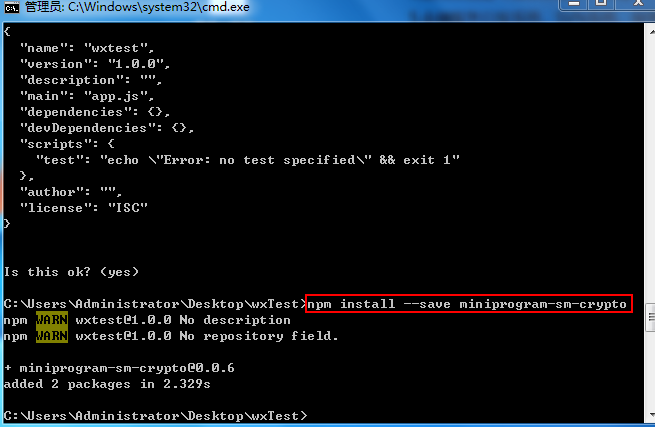 管理员: C:\Windows\system32\cmd.exe
{
  "name": "wxtest",
  "version": "1.0.0",
  "description": "",
  "main": "app.js",
  "dependencies": {},
  "devDependencies": {},
  "scripts": {
    "test": "echo \"Error: no test specified\" && exit 1"
  },
  "author": "",
  "license": "ISC"
}
Is this ok? (yes)
C:\Users\Administrator\Desktop\wxTest>npm install --save miniprogram-sm-crypto
npm WARN wxtest@1.0.0 No description
npm WARN wxtest@1.0.0 No repository field.
+ miniprogram-sm-crypto@0.0.6
added 2 packages in 2.329s
C:\Users\Administrator\Desktop\wxTest>